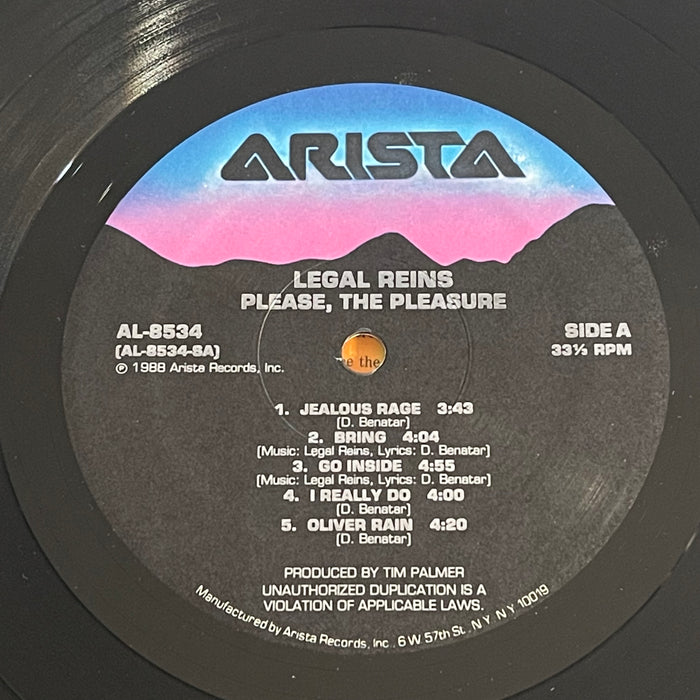 ARISTA
LEGAL REINS
PLEASE, THE PLEASURE
AL-8534
(AL-8534-SA)
℗ 1988 Arista Records, Inc.
SIDE A
33⅓ RPM
the
1. JEALOUS RAGE 3:43
(D. Benatar)
2. BRING 4:04
(Music: Legal Reins, Lyrics: D. Benatar)
3. GO INSIDE 4:55
(Music: Legal Reins, Lyrics: D. Benatar)
4. I REALLY DO 4:00
(D. Benatar)
5. OLIVER RAIN 4:20
(D. Benatar)
PRODUCED BY TIM PALMER
UNAUTHORIZED DUPLICATION IS A
VIOLATION OF APPLICABLE LAWS.
Manufactured by Arista Records, Inc., 6 W. 57th St., N.Y., N.Y. 10019